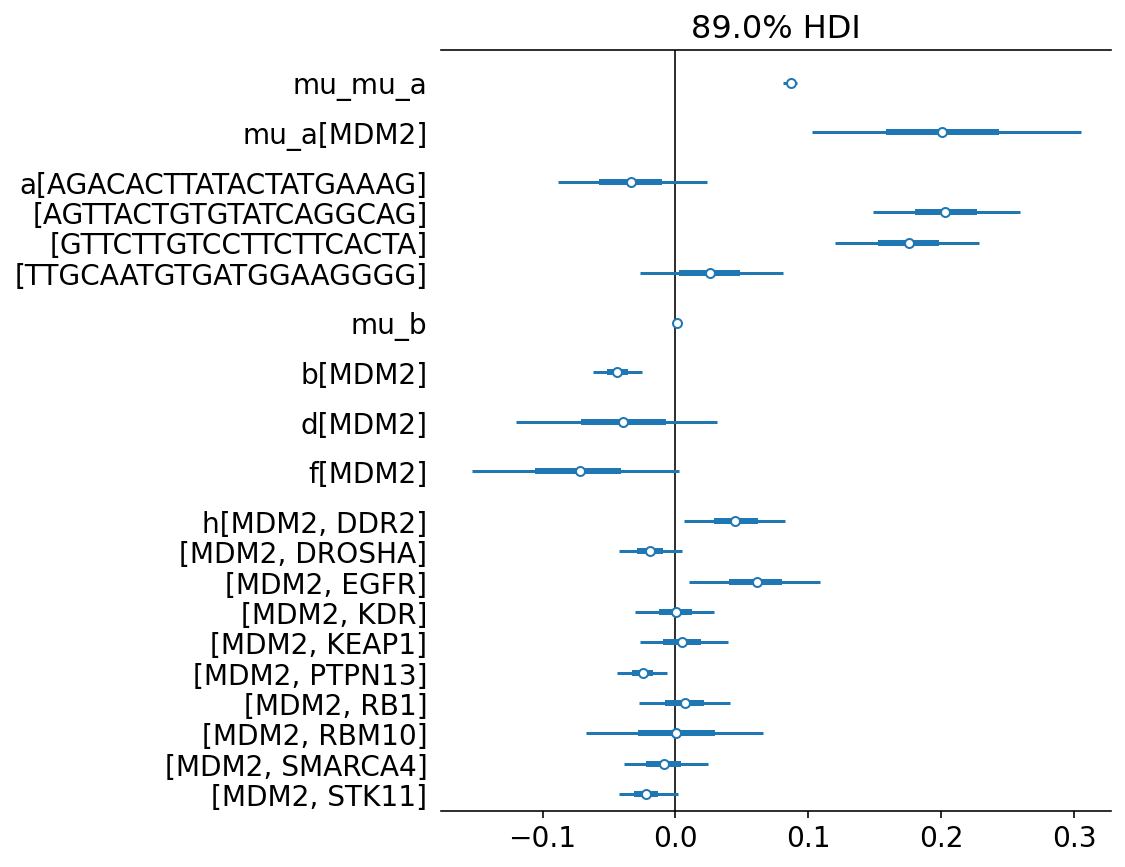 89.0% HDI
mu_mu_a
mu_a[MDM2]
a[AGACACTTATACTATGAAAG]
[AGTTACTGTGTATCAGGCAG]
[GTTCTTGTCCTTCTTCACTA]
[TTGCAATGTGATGGAAGGGG]
mu_b
b[MDM2]
d[MDM2]
f[MDM2]
h[MDM2, DDR2]
[MDM2, DROSHA]
[MDM2, EGFR]
[MDM2, KDR]
[MDM2, KEAP1]
[MDM2, PTPN13]
[MDM2, RB1]
[MDM2, RBM10]
[MDM2, SMARCA4]
[MDM2, STK11]
−0.1 0.0 0.1 0.2 0.3